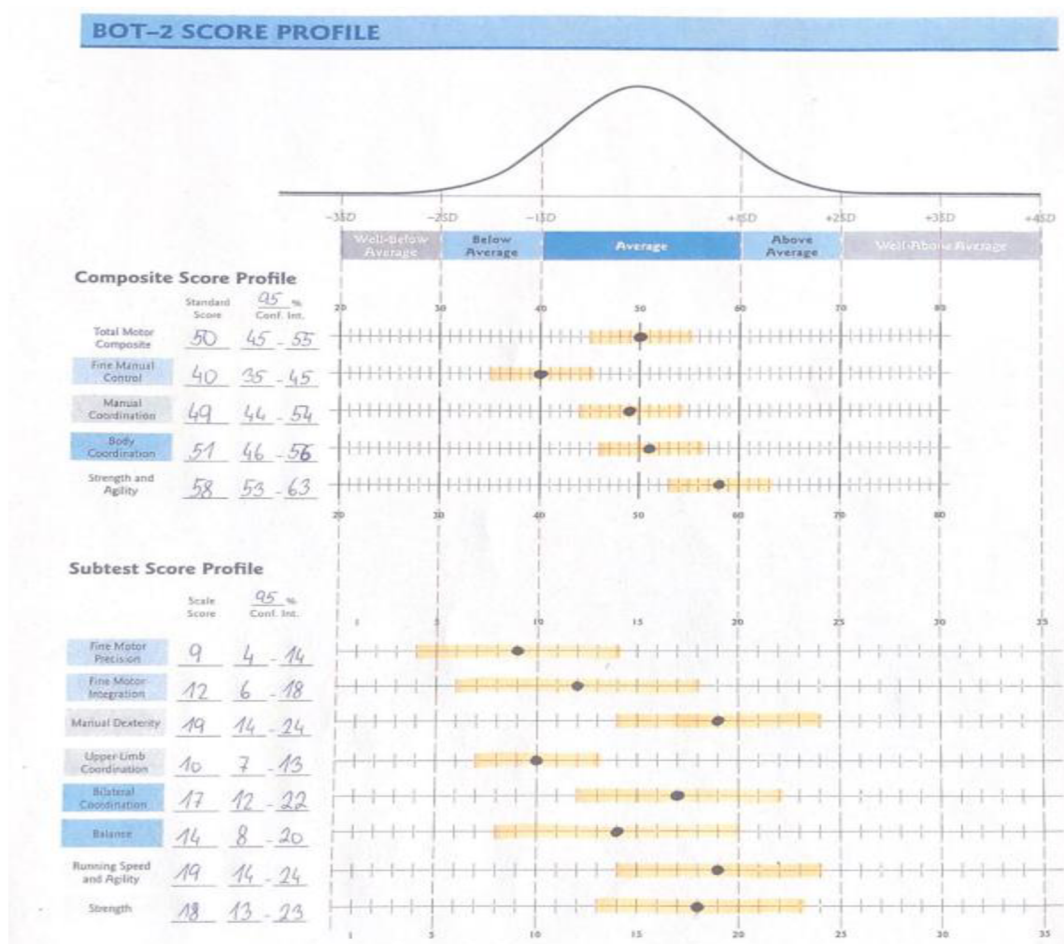 BOT–2 SCORE PROFILE
-3SD -2SD -1SD +1SD +2SD +3SD +4SD
Well-Below Average Below Average Average Above Average Well-Above Average
Composite Score Profile
Standard Score 95 % Conf. Int.
20 30 40 50 60 70 80
Total Motor Composite 50 45 - 55
Fine Manual Control 40 35 - 45
Manual Coordination 49 44 - 54
Body Coordination 51 46 - 56
Strength and Agility 58 53 - 63
20 30 40 50 60 70 80
Subtest Score Profile
Scale Score 95 % Conf. Int.
10 15 20 25 35
Fine Motor Precision 9 4 - 14
Fine Motor Integration 12 6 - 18
Manual Dexterity 19 14 - 24
Upper-Limb Coordination 10 7 - 13
Bilateral Coordination 17 12 - 22
Balance 14 8 - 20
Running Speed and Agility 19 14 - 24
Strength 18 13 - 23
1 5 10 15 20 25 35